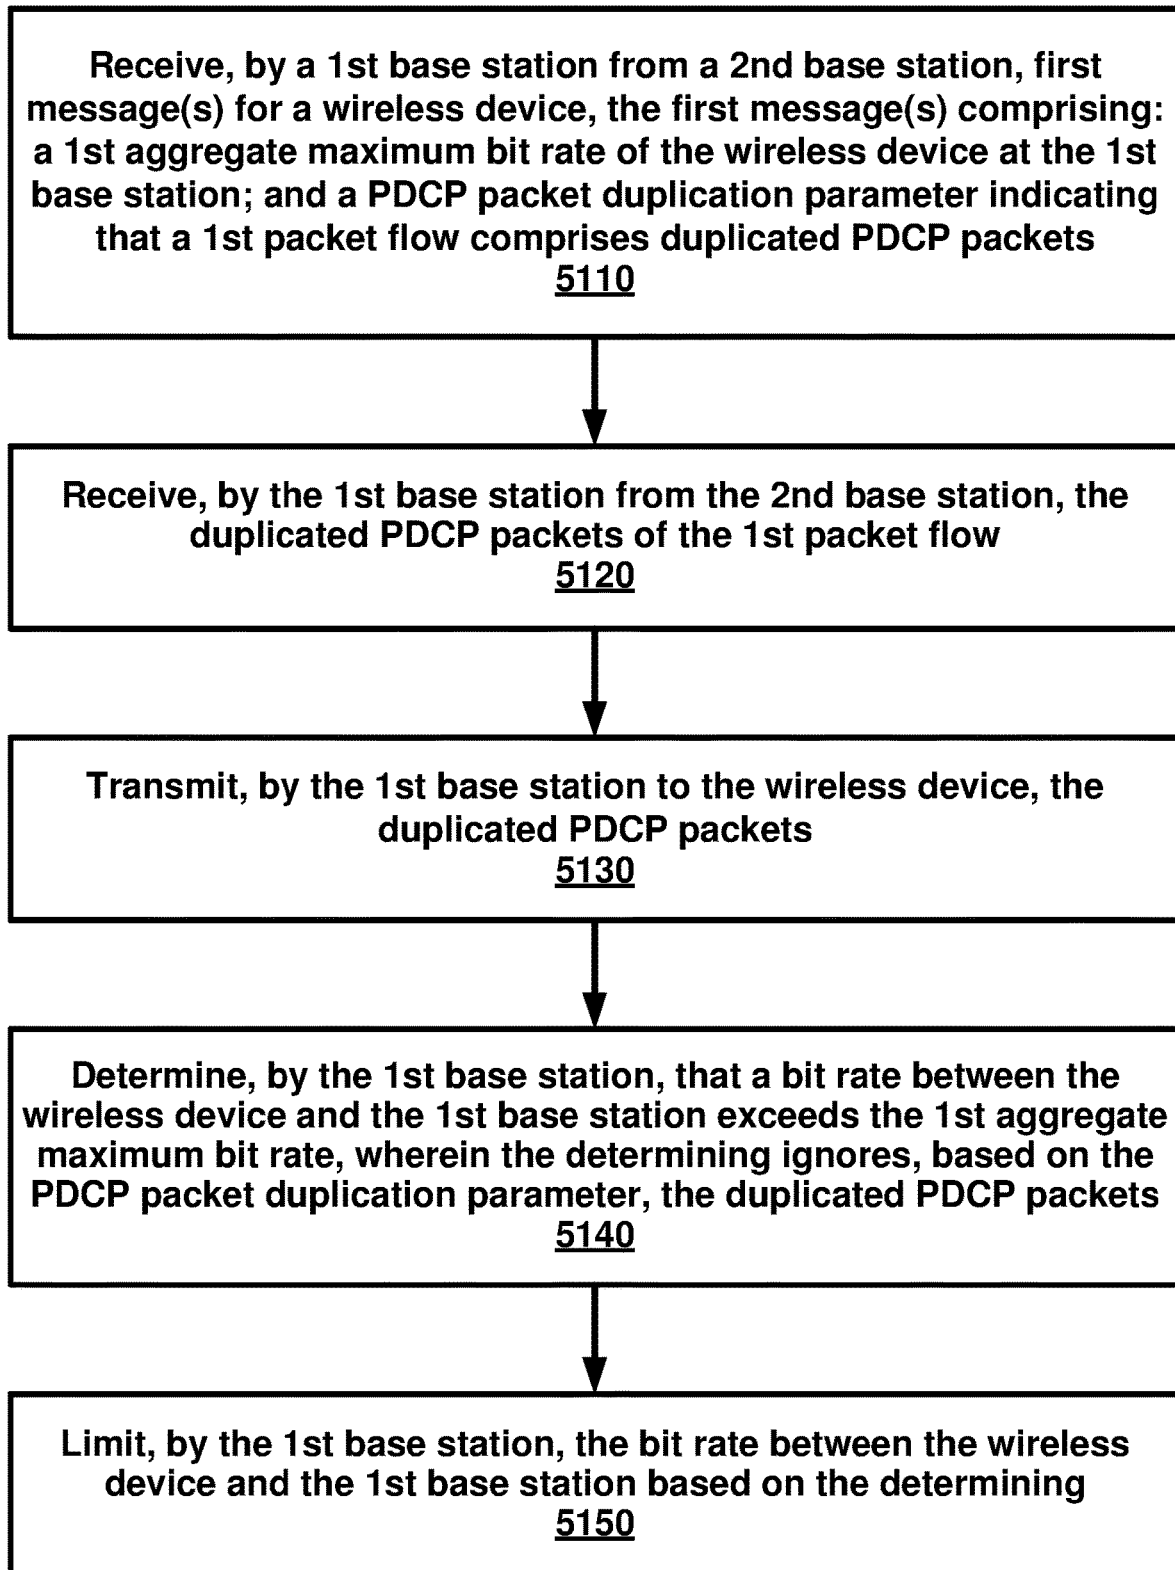 Receive, by a 1st base station from a 2nd base station, first
message(s) for a wireless device, the first message(s) comprising:
a 1st aggregate maximum bit rate of the wireless device at the 1st
base station; and a PDCP packet duplication parameter indicating
that a 1st packet flow comprises duplicated PDCP packets
5110
Receive, by the 1st base station from the 2nd base station, the
duplicated PDCP packets of the 1st packet flow
5120
Transmit, by the 1st base station to the wireless device, the
duplicated PDCP packets
5130
Determine, by the 1st base station, that a bit rate between the
wireless device and the 1st base station exceeds the 1st aggregate
maximum bit rate, wherein the determining ignores, based on the
PDCP packet duplication parameter, the duplicated PDCP packets
5140
Limit, by the 1st base station, the bit rate between the wireless
device and the 1st base station based on the determining
5150